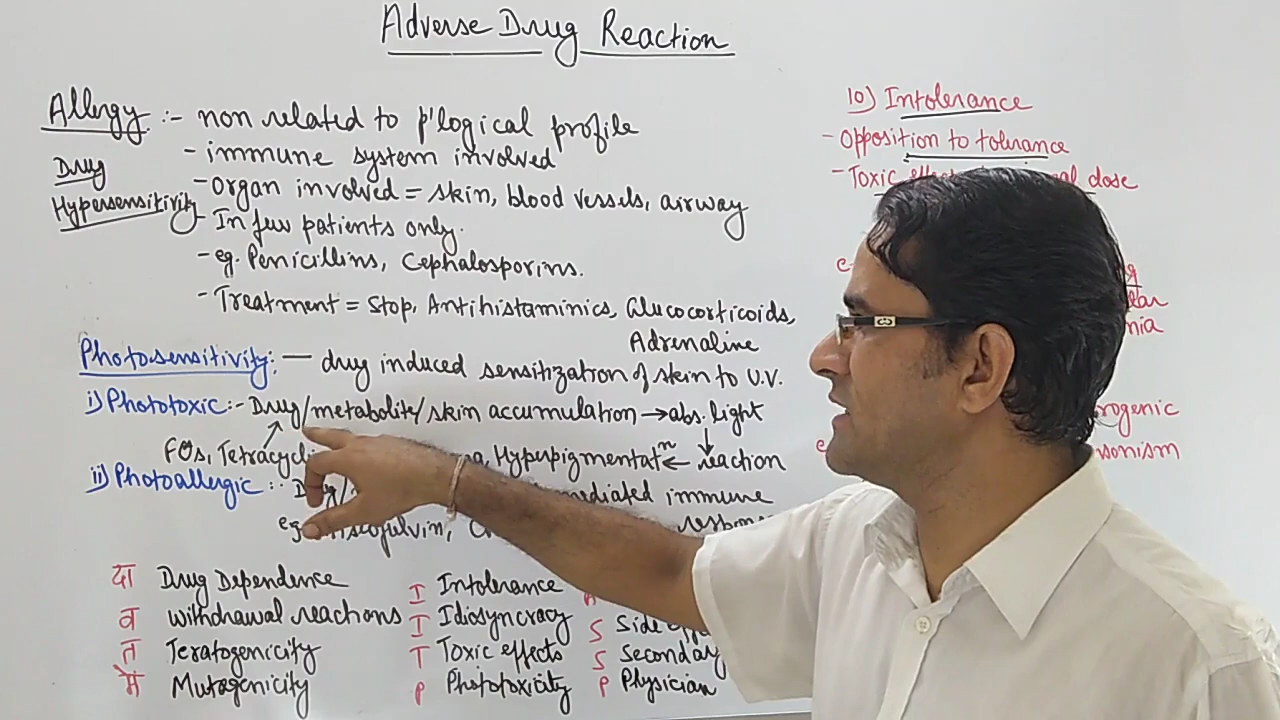 Adverse Drug Reaction
Allergy :- non related to p'logical profile
Drug Hypersensitivity
- immune system involved
- Organ involved = skin, blood vessels, airway
- In few patients only.
- eg. Penicillins, Cephalosporins.
- Treatment = Stop, Antihistaminics, Glucocorticoids,
Adrenaline
Photosensitivity :- — drug induced sensitization of skin to U.V.
i) Phototoxic :- Drug/metabolite/skin accumulation → abs. light
↓
FQs, Hyperpigmentatⁿ ← reaction
ii) Photoallergic :- mediated immune
eg.
दा Drug Dependence
व withdrawal reactions
त Teratogenicity
में Mutagenicity
I Intolerance
I Idiosyncracy
T Toxic effects
P Phototoxicity
S Side
S Secondary
P Physician
10) Intolerance
- Opposition to tolerance
- Toxic dose